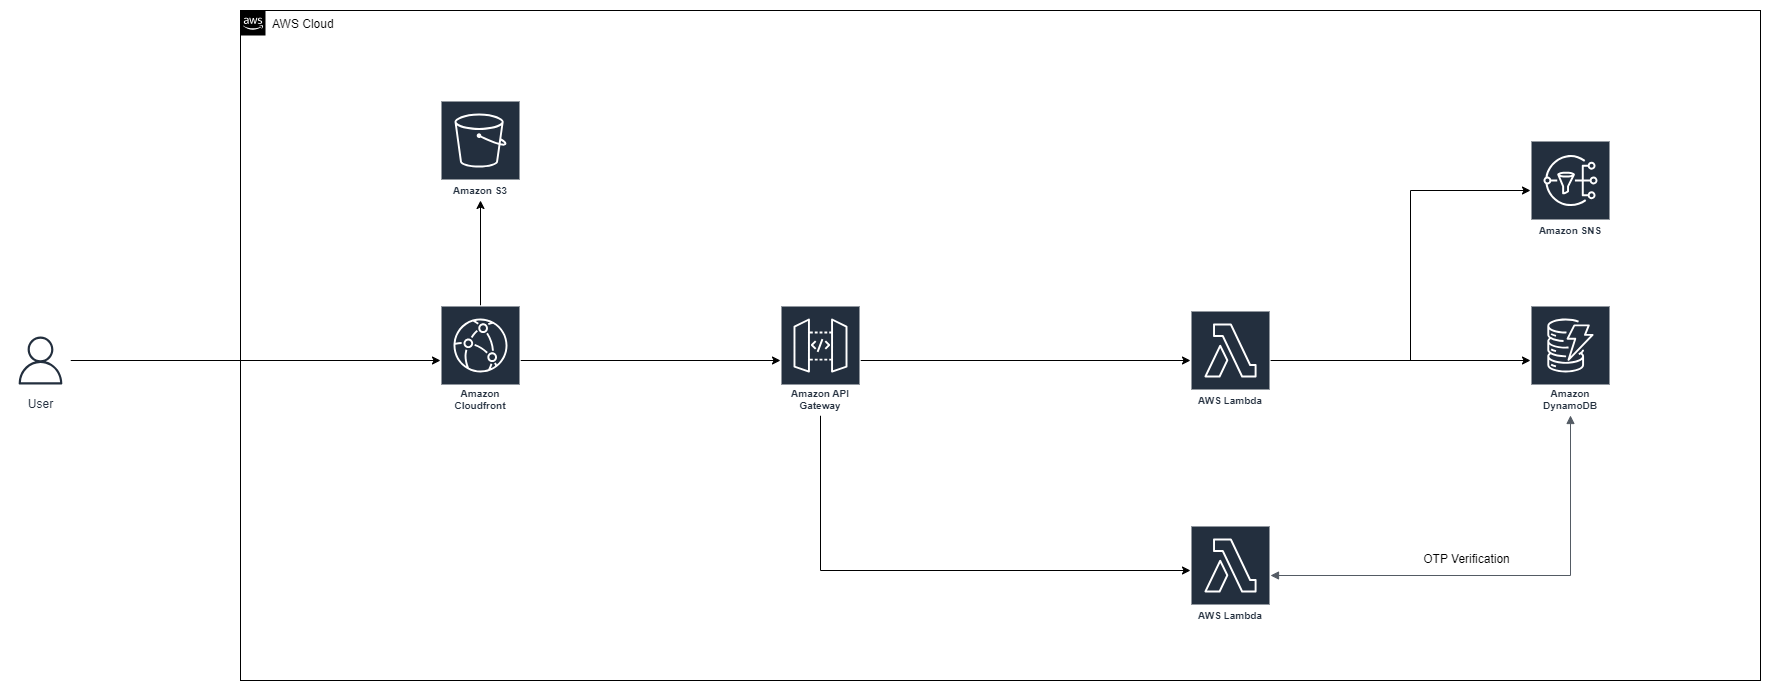 aws
AWS Cloud
Amazon S3
Amazon SNS
User
Amazon
Cloudfront
</>
Amazon API
Gateway
AWS Lambda
Amazon
DynamoDB
OTP Verification
AWS Lambda